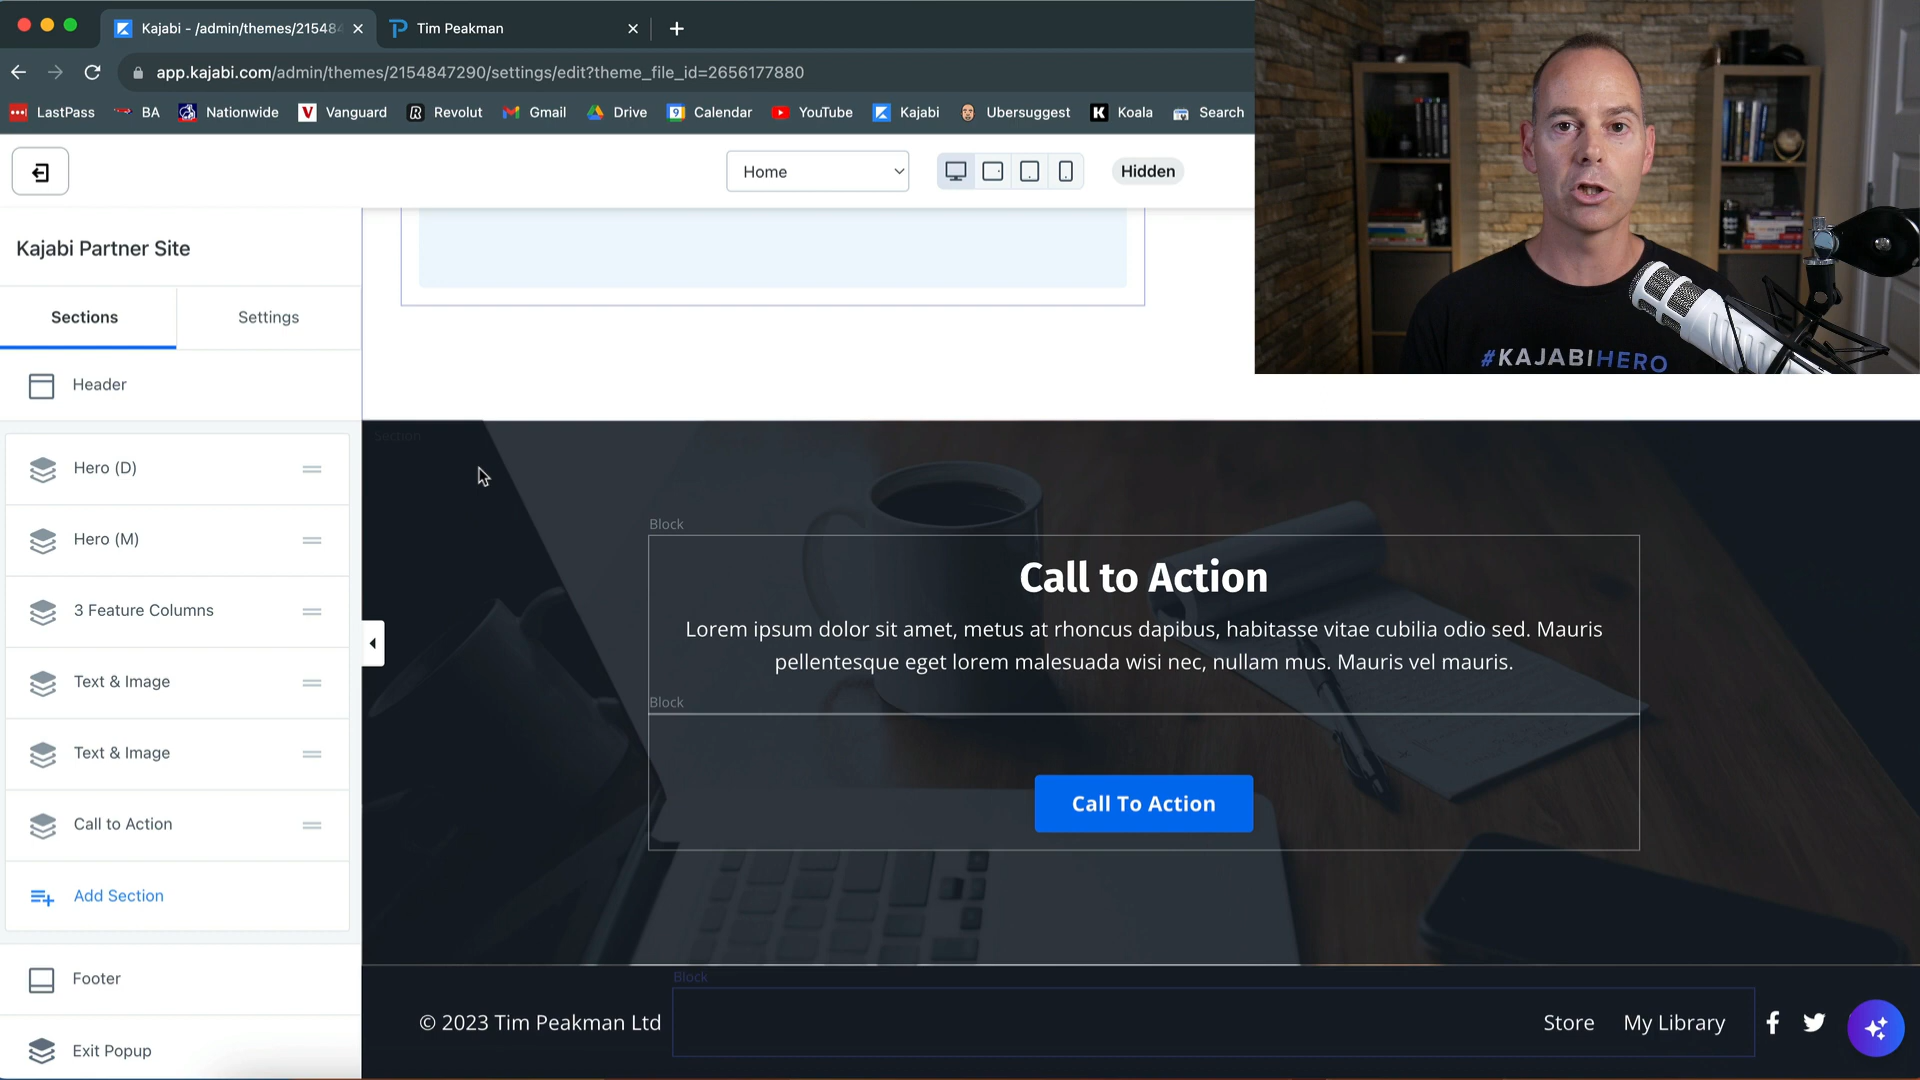 Kajabi - /admin/themes/21548
Tim Peakman
app.kajabi.com/admin/themes/2154847290/settings/edit?theme_file_id=2656177880
LastPass
BA
Nationwide
Vanguard
Revolut
Gmail
Drive
Calendar
YouTube
Kajabi
Ubersuggest
Koala
Search
Home
Hidden
#KAJABIHERO
Kajabi Partner Site
Sections
Settings
Header
Hero (D)
Hero (M)
3 Feature Columns
Text & Image
Text & Image
Call to Action
Add Section
Footer
Exit Popup
Section
Block
Call to Action
Lorem ipsum dolor sit amet, metus at rhoncus dapibus, habitasse vitae cubilia odio sed. Mauris
pellentesque eget lorem malesuada wisi nec, nullam mus. Mauris vel mauris.
Block
Call To Action
Block
© 2023 Tim Peakman Ltd
Store
My Library